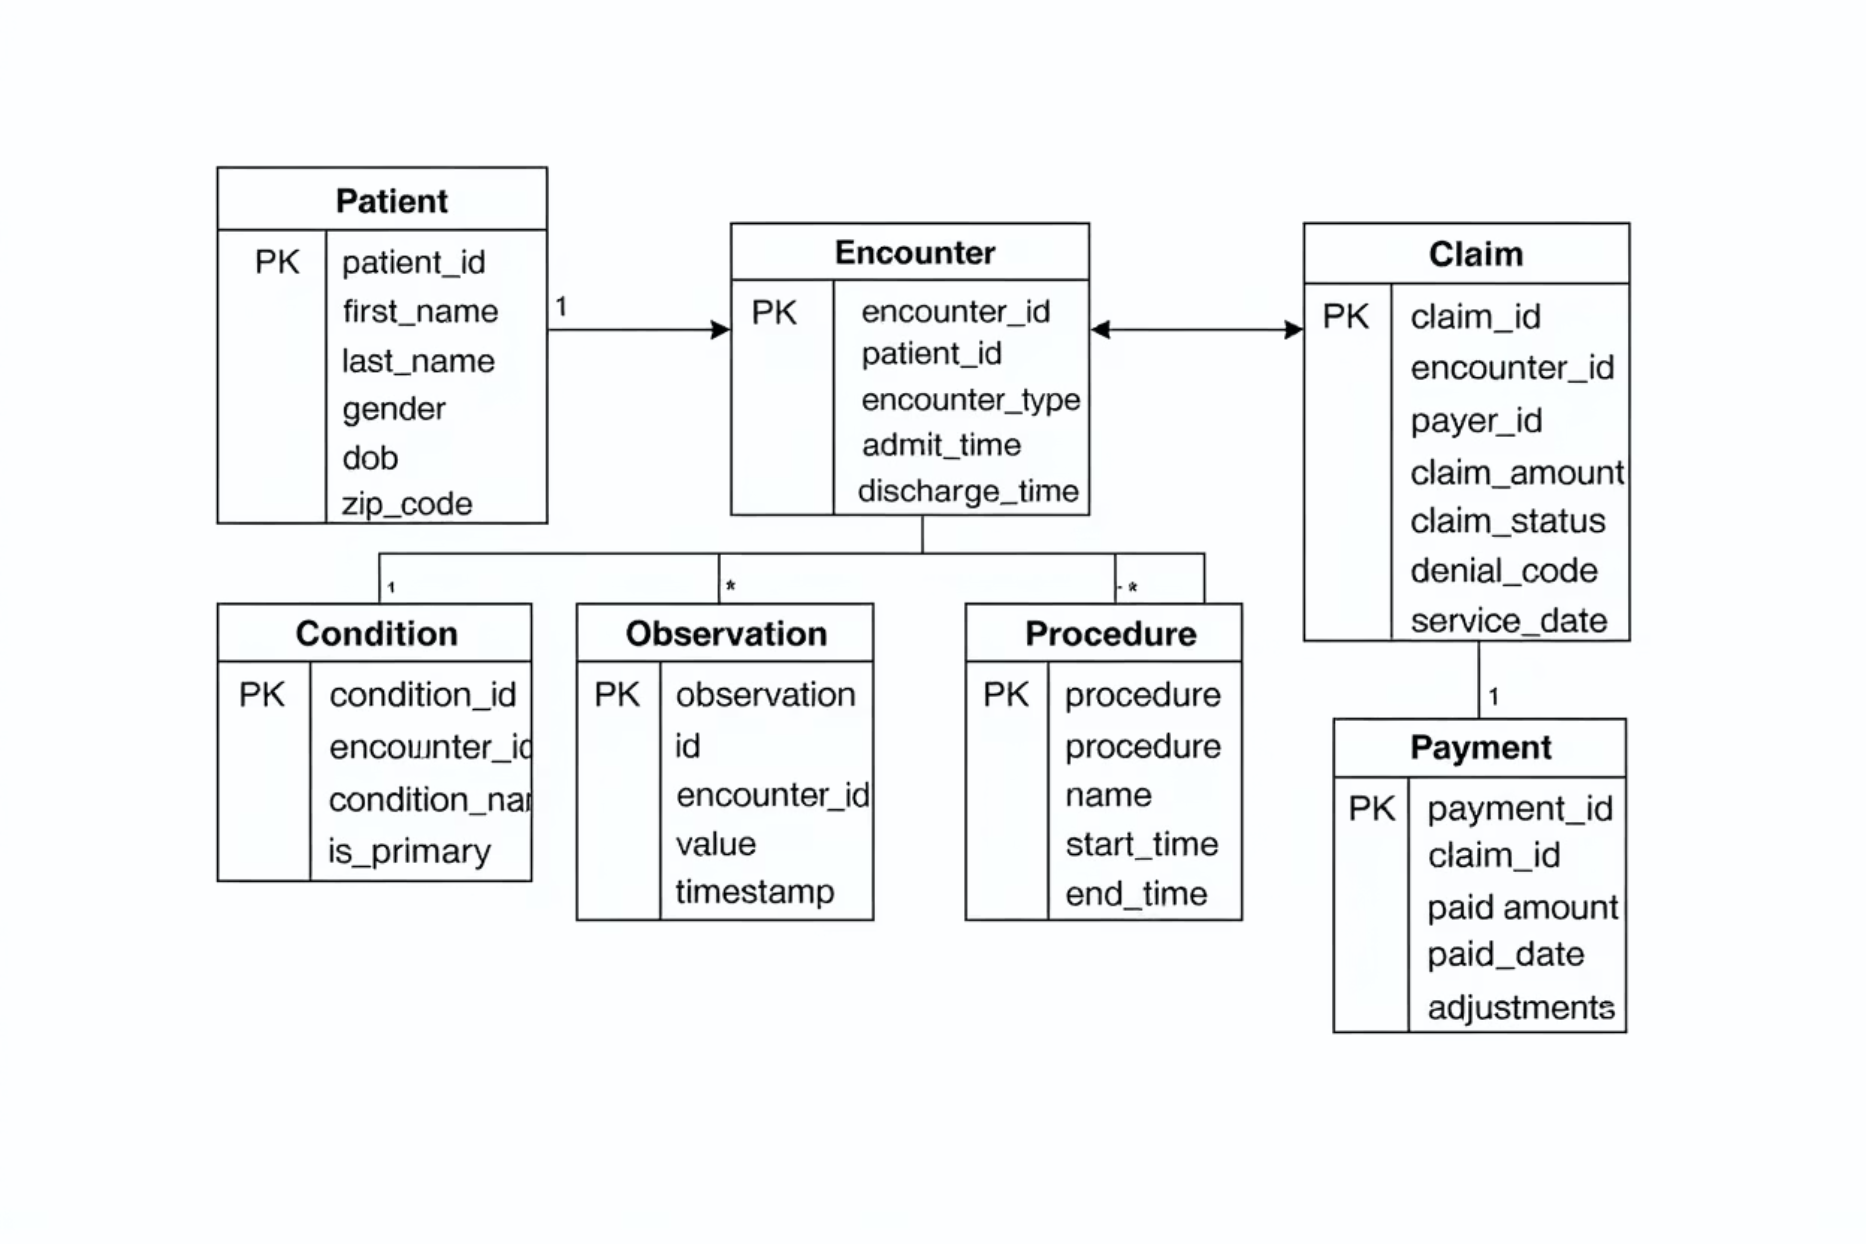 Patient
PK patient_id
first_name
last_name
gender
dob
zip_code
1
Encounter
PK encounter_id
patient_id
encounter_type
admit_time
discharge_time
Claim
PK claim_id
encounter_id
payer_id
claim_amount
claim_status
denial_code
service_date
1
*
- *
Condition
PK condition_id
encounter_id
condition_nar
is_primary
Observation
PK observation
id
encounter_id
value
timestamp
Procedure
PK procedure
procedure
name
start_time
end_time
1
Payment
PK payment_id
claim_id
paid amount
paid_date
adjustments